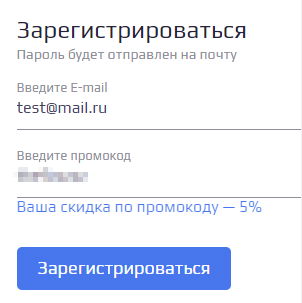 Зарегистрироваться
Пароль будет отправлен на почту
Введите E-mail
test@mail.ru
Введите промокод
Ваша скидка по промокоду — 5%
Зарегистрироваться